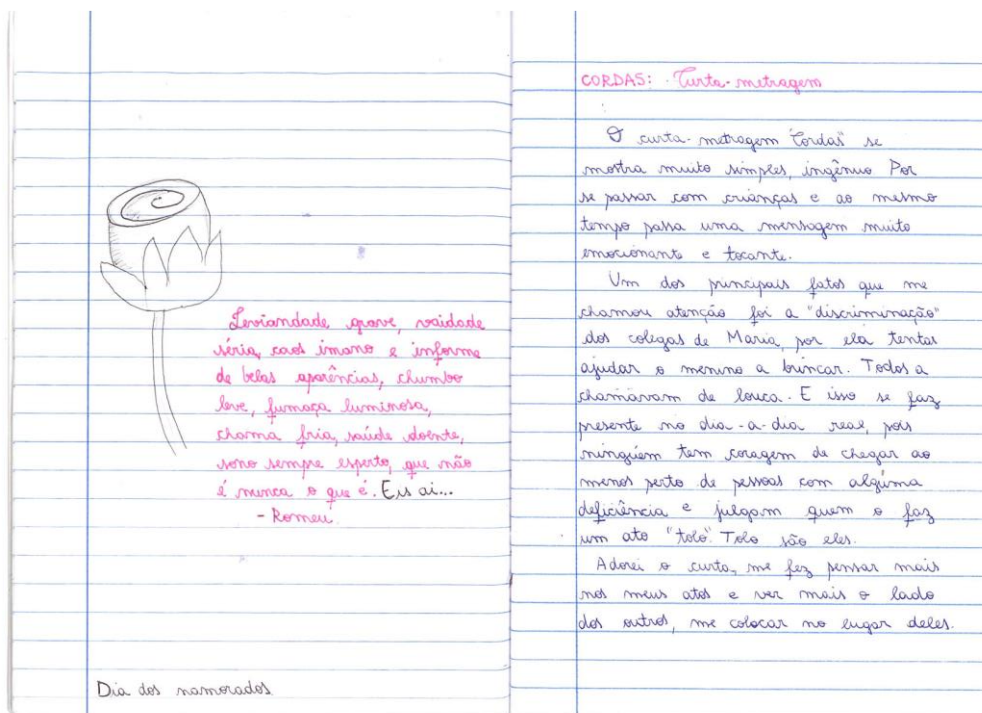 Leviandade grave, vaidade
séria, caos imano e informe
de belas aparências, chumbo
leve, fumaça luminosa,
chama fria, saúde doente,
sono sempre esperto, que não
é nunca o que é. Eis ai...
- Romeu.
Dia dos namorados
CORDAS: Curta-metragem
O curta-metragem "Cordas" se
mostra muito simples, ingênuo Por
se passar com crianças e ao mesmo
tempo passa uma mensagem muito
emocionante e tocante.
Um dos principais fatos que me
chamou atenção foi a "discriminação"
dos colegas de Maria, por ela tentar
ajudar o menino a brincar. Todos a
chamavam de louca. E isso se faz
presente no dia-a-dia real, pois
ninguém tem coragem de chegar ao
menos perto de pessoas com alguma
deficiência e julgam quem o faz
um ato "tolo". Tolo são eles.
Adorei o curta, me fez pensar mais
nos meus atos e ver mais o lado
dos outros, me colocar no lugar deles.